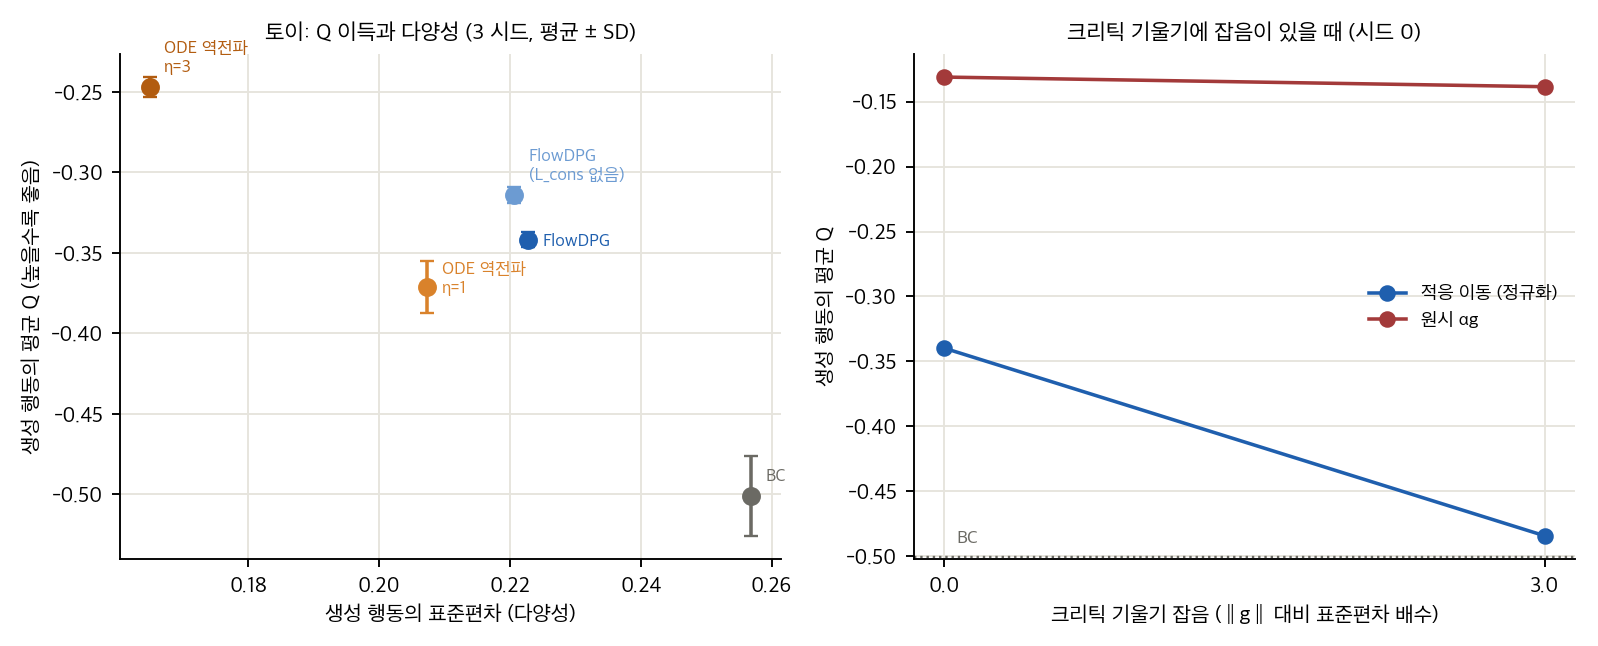 토이: Q 이득과 다양성 (3 시드, 평균 ± SD)
ODE 역전파
η=3
FlowDPG
(L_cons 없음)
FlowDPG
ODE 역전파
η=1
BC
−0.25
−0.30
−0.35
−0.40
−0.45
−0.50
0.18
0.20
0.22
0.24
0.26
생성 행동의 평균 Q (높을수록 좋음)
생성 행동의 표준편차 (다양성)
크리틱 기울기에 잡음이 있을 때 (시드 0)
−0.15
−0.20
−0.25
−0.30
−0.35
−0.40
−0.45
−0.50
적응 이동 (정규화)
원시 αg
BC
0.0
3.0
생성 행동의 평균 Q
크리틱 기울기 잡음 (‖g‖ 대비 표준편차 배수)